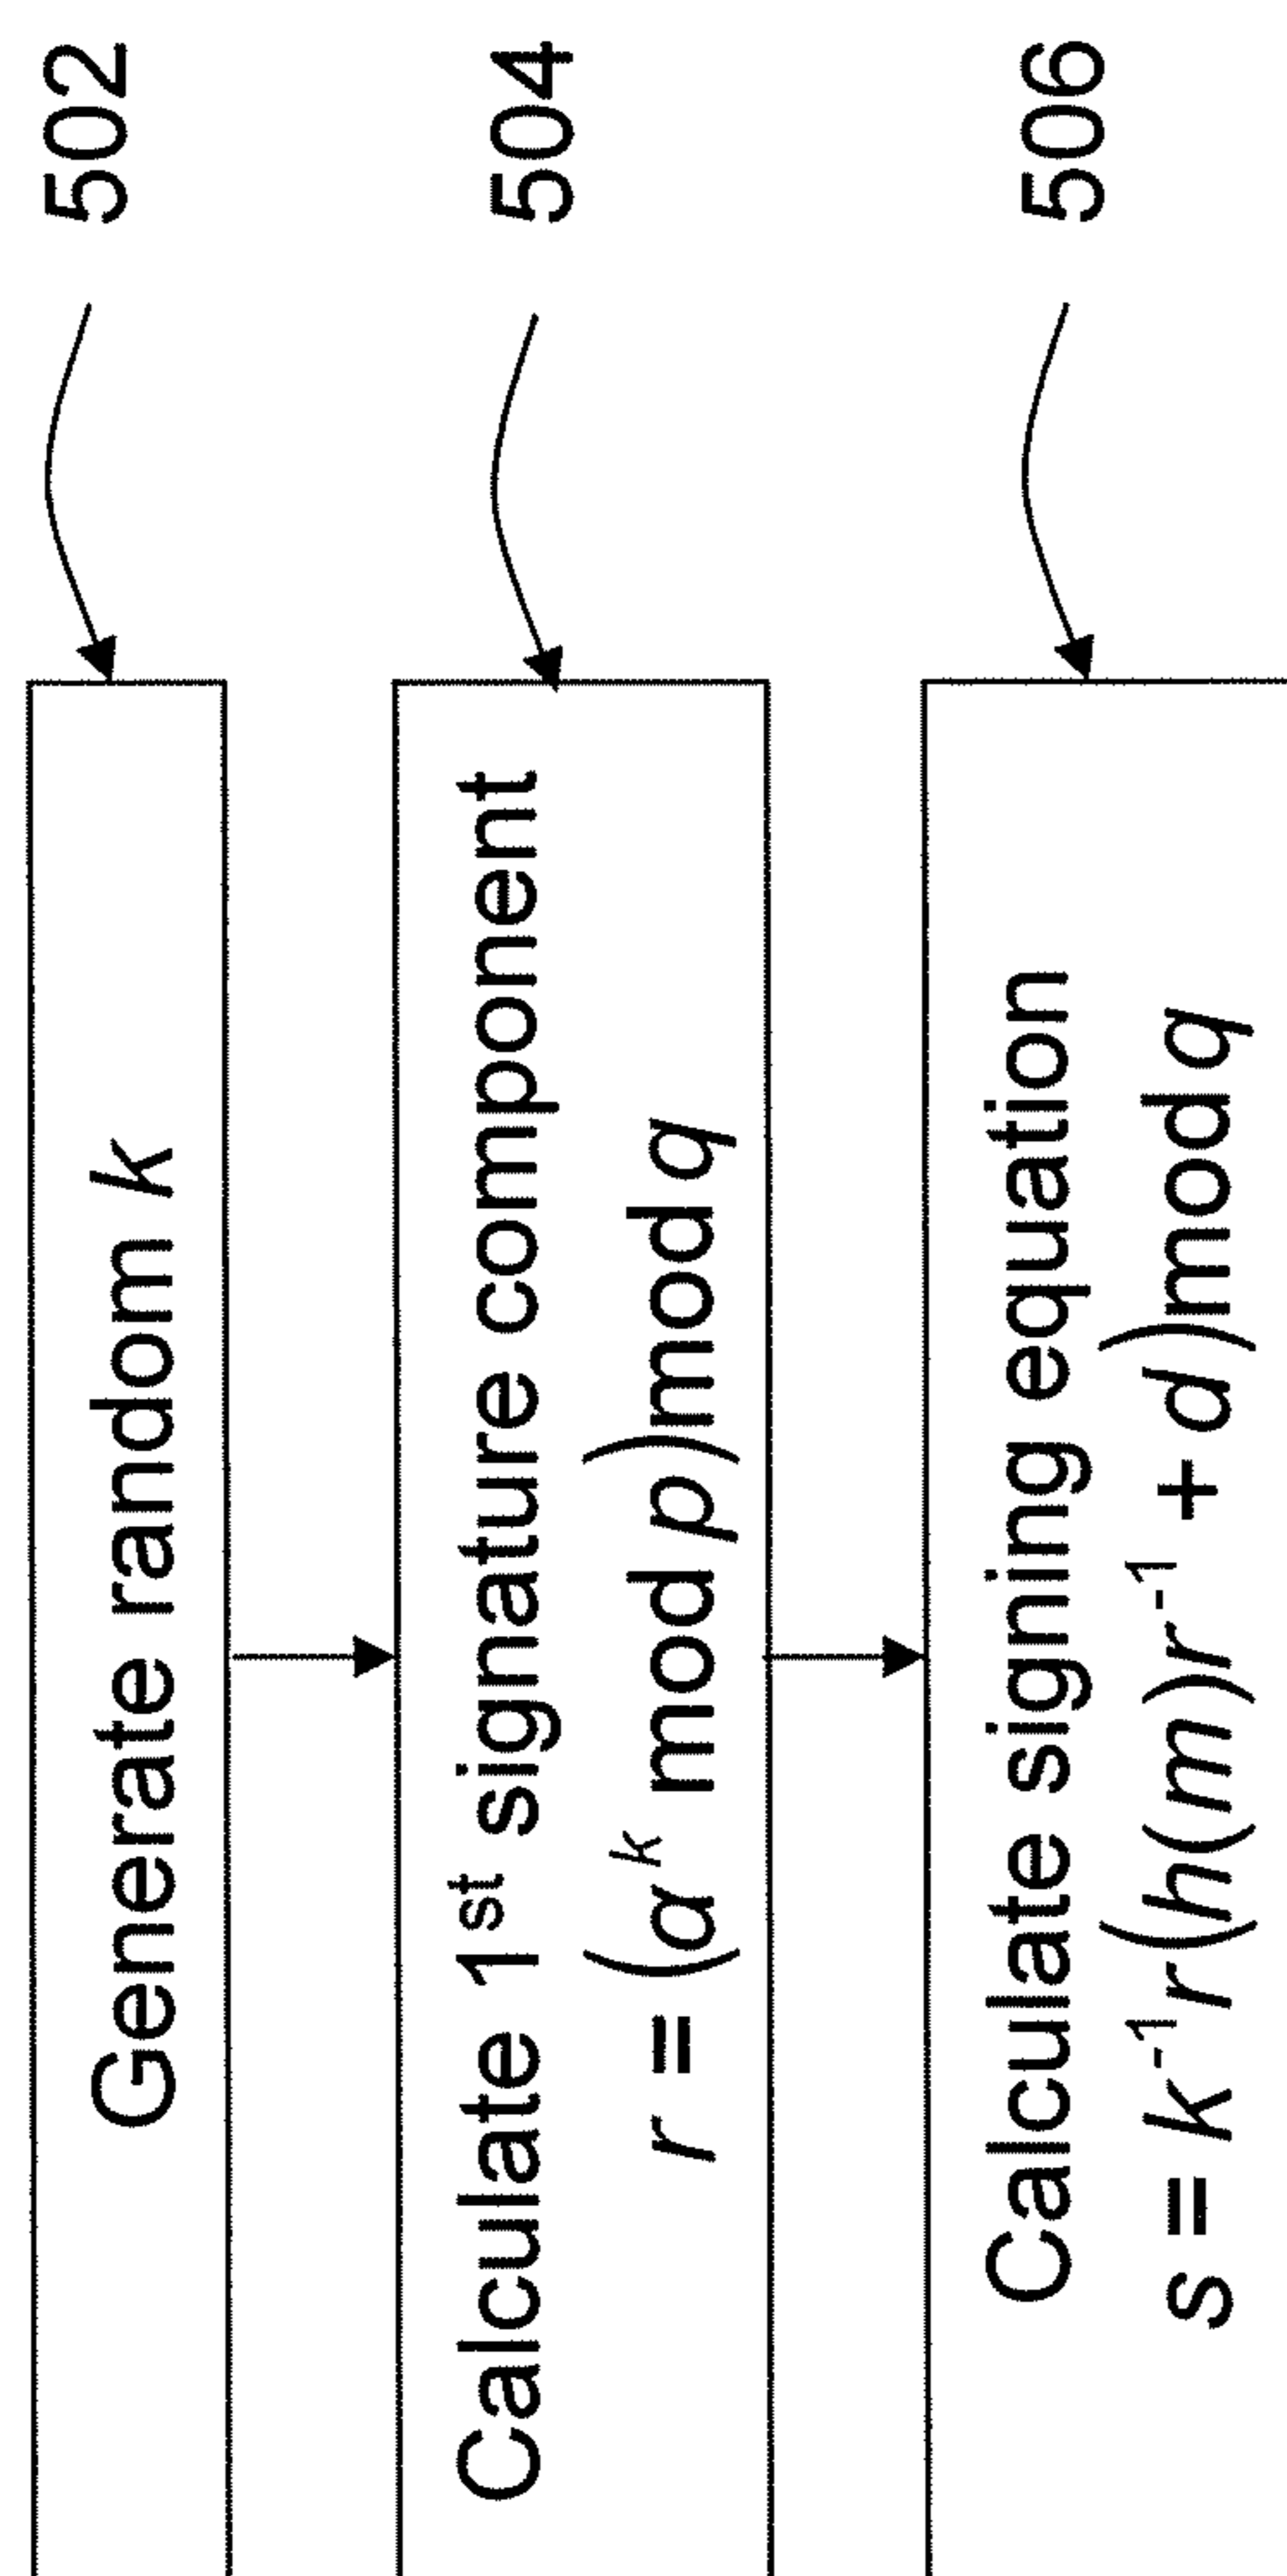 Generate random k
502
Calculate 1st signature component
r = (α^k mod p)mod q
504
Calculate signing equation
s = k^-1 r(h(m)r^-1 + d)mod q
506